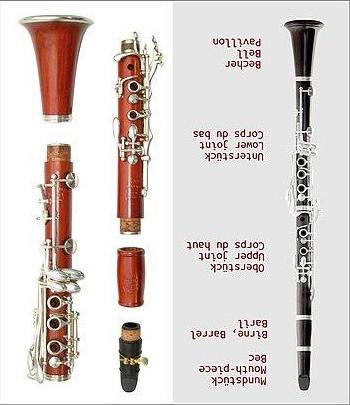 Mundstück
Mouth-piece
Bec
Birne, Barrel
Baril
Oberstück
Upper joint
Corps du haut
Unterstück
Lower joint
Corps du bas
Becher
Bell
Pavillon